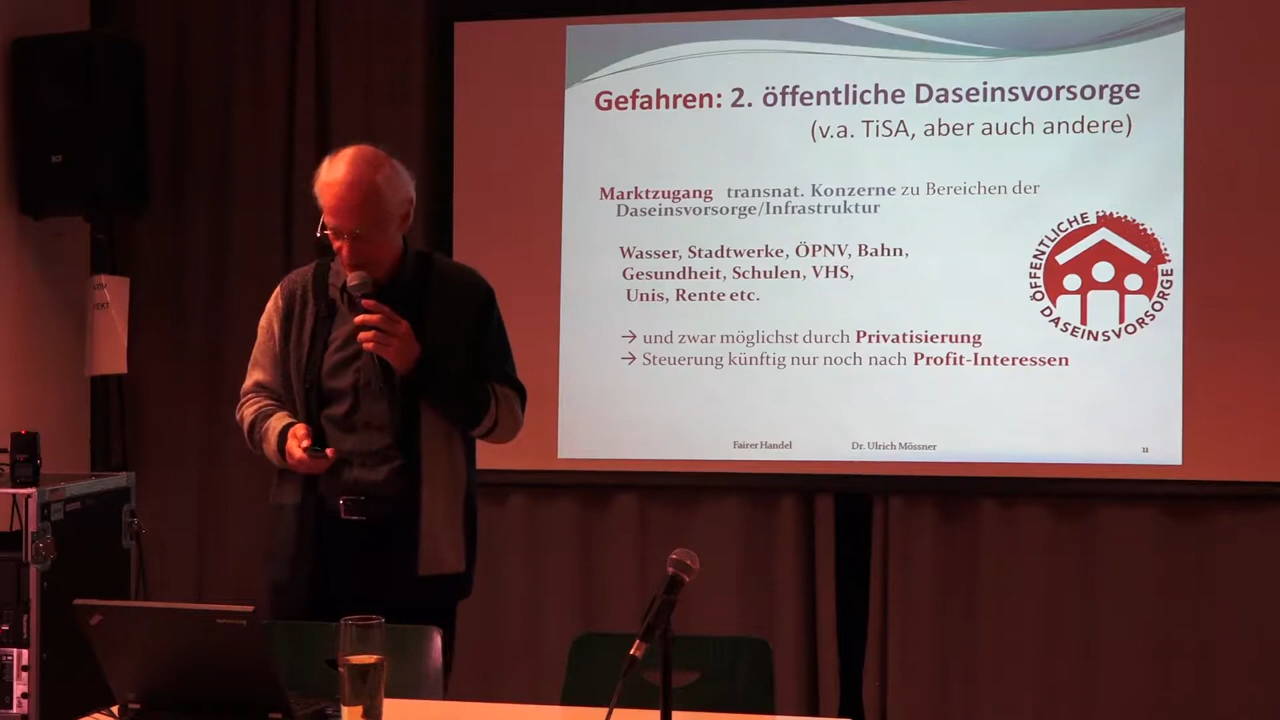 Gefahren: 2. öffentliche Daseinsvorsorge
(v.a. TiSA, aber auch andere)
Marktzugang transnat. Konzerne zu Bereichen der
Daseinsvorsorge/Infrastruktur
Wasser, Stadtwerke, ÖPNV, Bahn,
Gesundheit, Schulen, VHS,
Unis, Rente etc.
ÖFFENTLICHE
DASEINSVORSORGE
→ und zwar möglichst durch Privatisierung
→ Steuerung künftig nur noch nach Profit-Interessen
Fairer Handel Dr. Ulrich Mössner 11